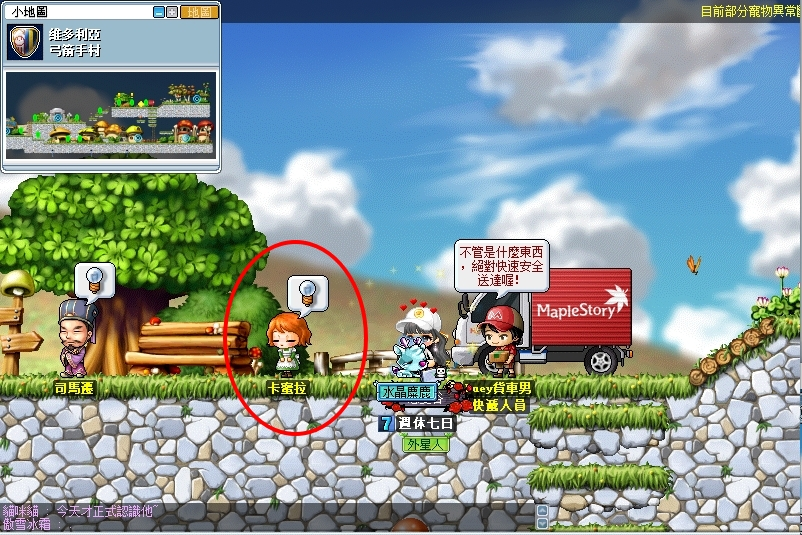 小地圖
地圖
目前部分寵物異常
維多利亞
弓箭手村
不管是什麼東西
，絕對快速安全
送達喔!
MapleStory
司馬遷
卡蜜拉
水晶麋鹿
貨車男
快遞人員
7 週休七日
外星人
貓咪貓 : 今天才正式認識他~
傲雪冰霜 : .